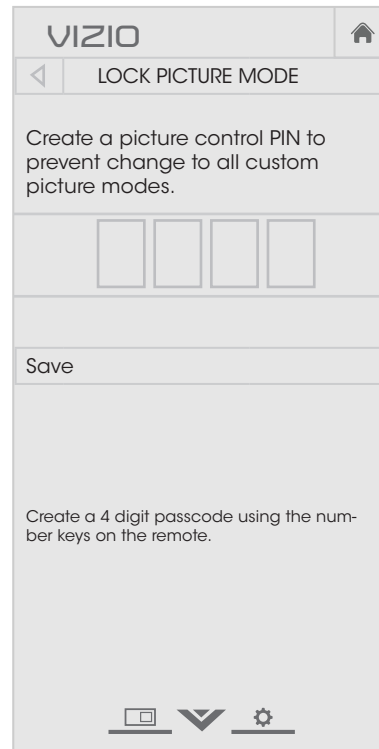 VIZIO
LOCK PICTURE MODE
Create a picture control PIN to
prevent change to all custom
picture modes.
Save
Create a 4 digit passcode using the num-
ber keys on the remote.